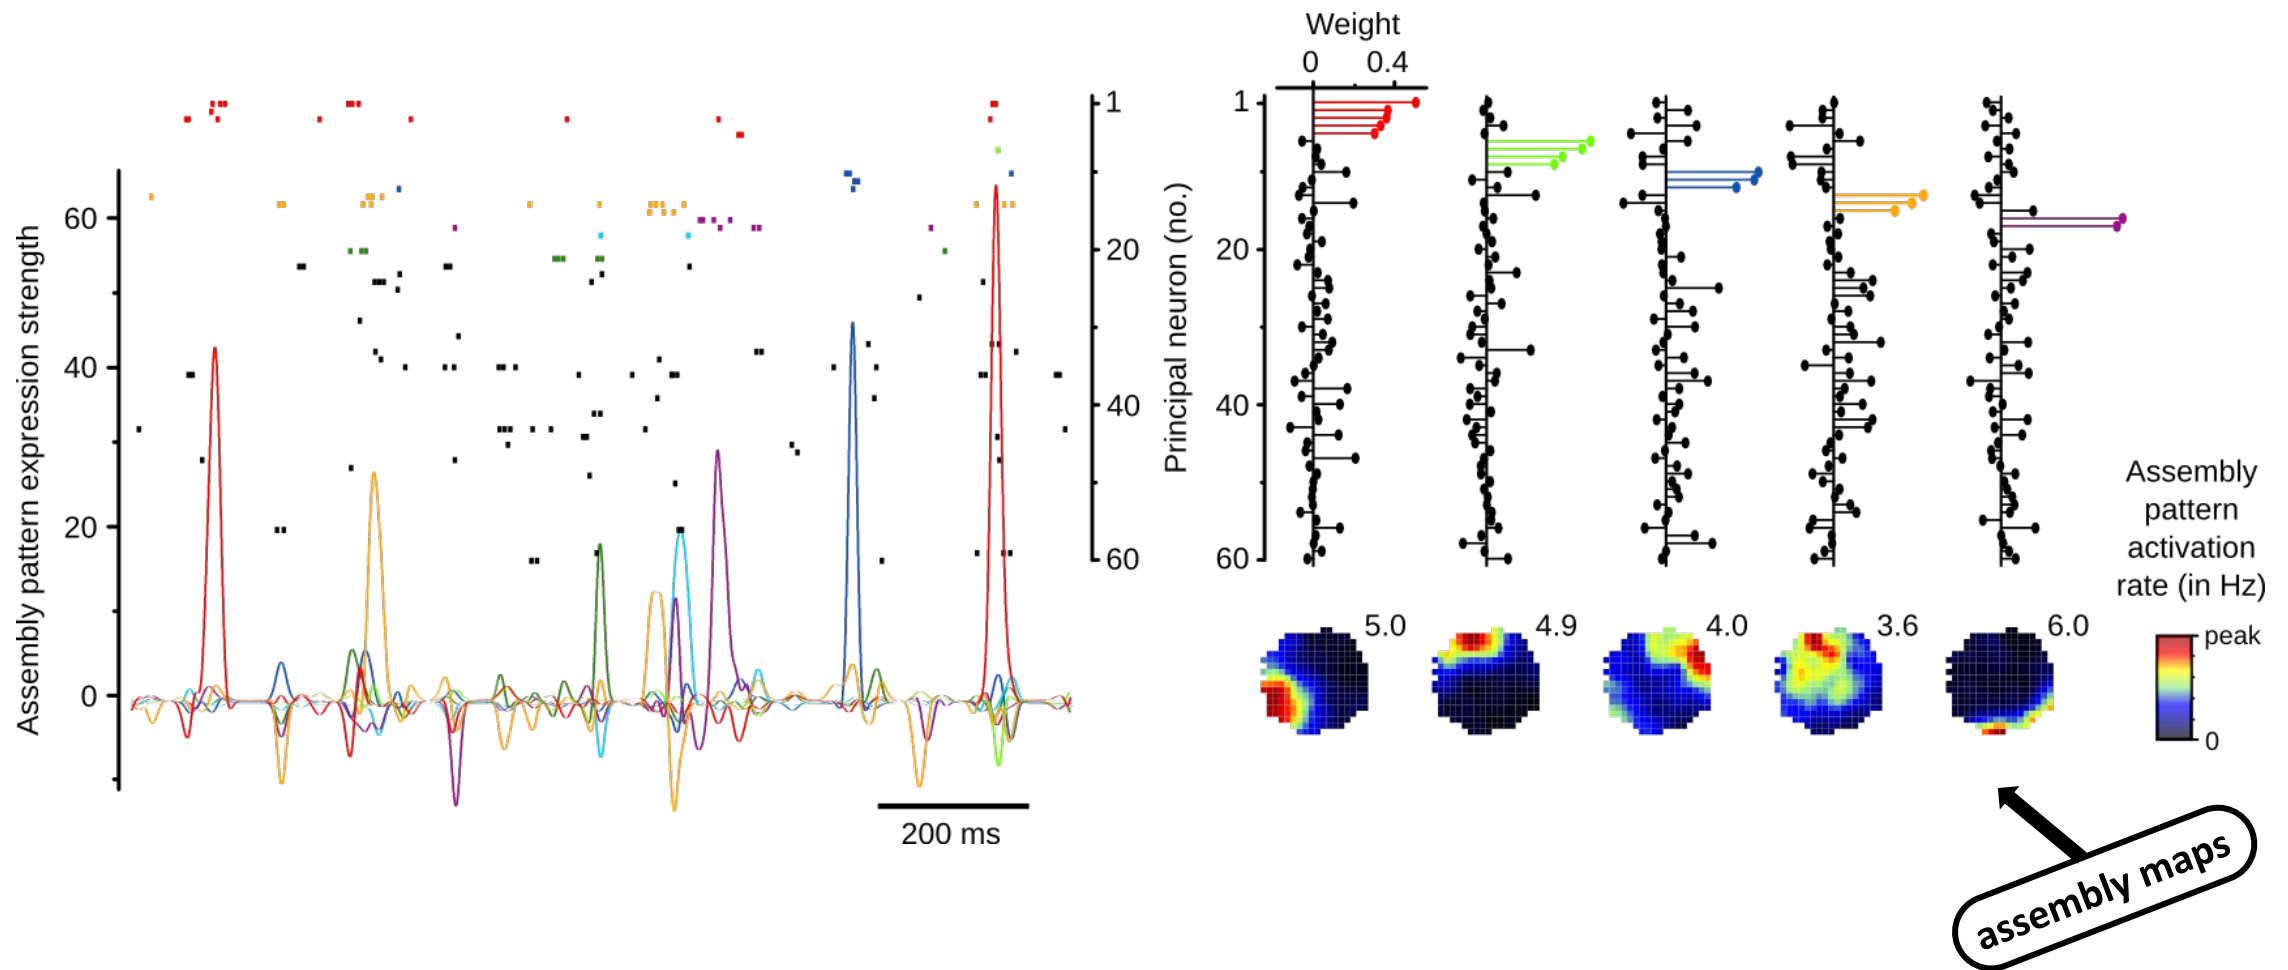 Weight
0 0.4
Assembly pattern expression strength
60
40
20
0
1
20
40
60
200 ms
Principal neuron (no.)
1
20
40
60
5.0 4.9 4.0 3.6 6.0
Assembly
pattern
activation
rate (in Hz)
peak
0
assembly maps